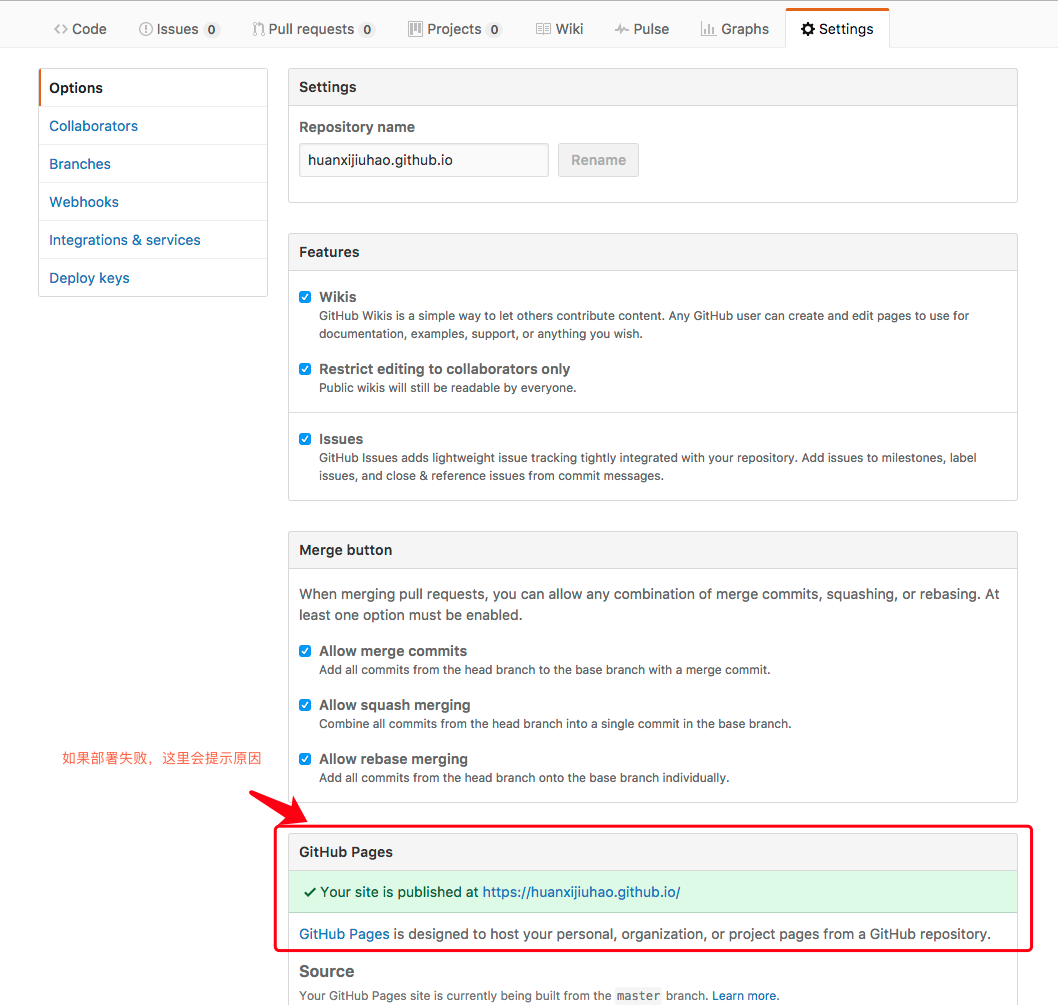 Code Issues 0 Pull requests 0 Projects 0 Wiki Pulse Graphs Settings
Options
Collaborators
Branches
Webhooks
Integrations & services
Deploy keys
Settings
Repository name
huanxijiuhao.github.io Rename
Features
Wikis
GitHub Wikis is a simple way to let others contribute content. Any GitHub user can create and edit pages to use for
documentation, examples, support, or anything you wish.
Restrict editing to collaborators only
Public wikis will still be readable by everyone.
Issues
GitHub Issues adds lightweight issue tracking tightly integrated with your repository. Add issues to milestones, label
issues, and close & reference issues from commit messages.
Merge button
When merging pull requests, you can allow any combination of merge commits, squashing, or rebasing. At
least one option must be enabled.
Allow merge commits
Add all commits from the head branch to the base branch with a merge commit.
Allow squash merging
Combine all commits from the head branch into a single commit in the base branch.
如果部署失败，这里会提示原因
Allow rebase merging
Add all commits from the head branch onto the base branch individually.
GitHub Pages
Your site is published at https://huanxijiuhao.github.io/
GitHub Pages is designed to host your personal, organization, or project pages from a GitHub repository.
Source
Your GitHub Pages site is currently being built from the master branch. Learn more.